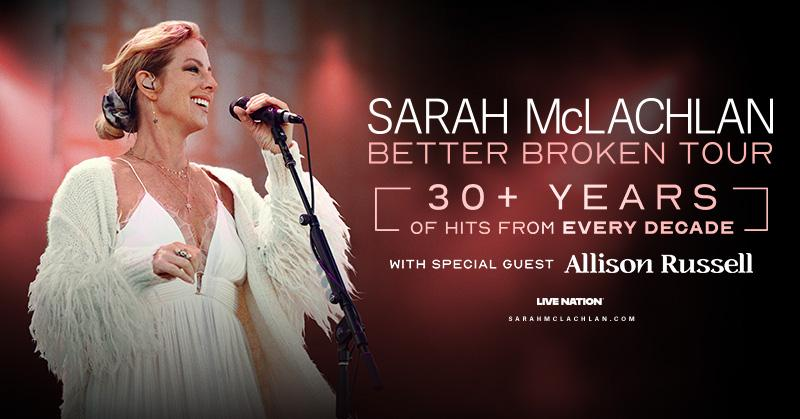 SARAH McLACHLAN
BETTER BROKEN TOUR
30+ YEARS
OF HITS FROM EVERY DECADE
WITH SPECIAL GUEST Allison Russell
LIVE NATION
SARAHMCLACHLAN.COM